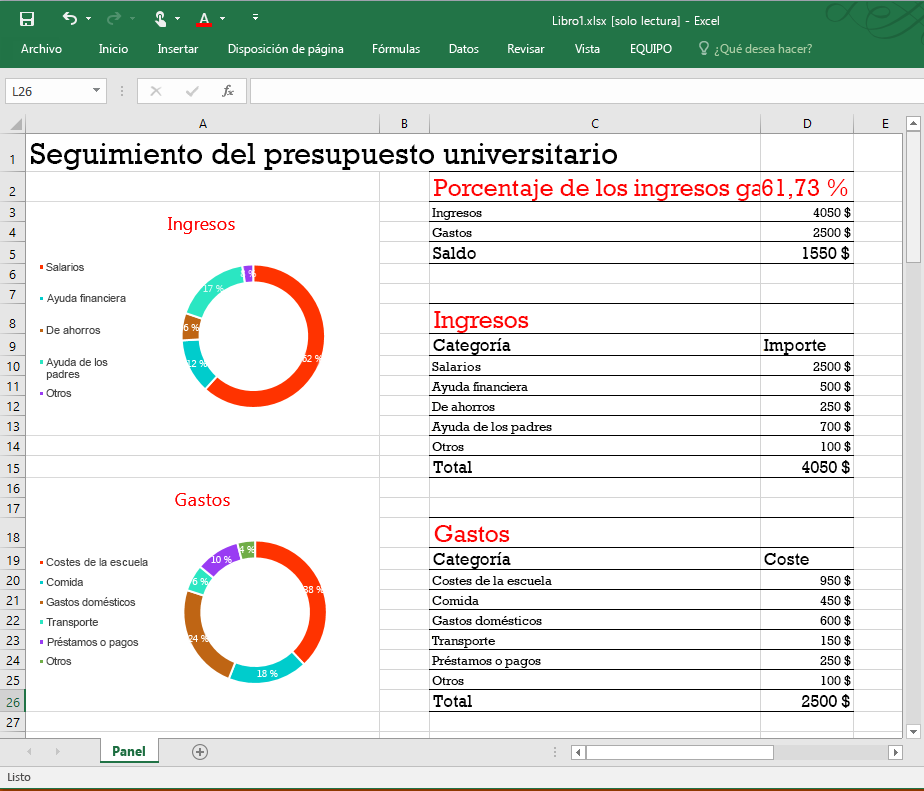 Libro1.xlsx [solo lectura] - Excel
Archivo Inicio Insertar Disposición de página Fórmulas Datos Revisar Vista EQUIPO ¿Qué desea hacer?
L26 fx
A B C D E
1 Seguimiento del presupuesto universitario
2 Porcentaje de los ingresos ga 61,73 %
3 Ingresos 4050 $
4 Gastos 2500 $
5 Saldo 1550 $
6
7
8 Ingresos
9 Categoría Importe
10 Salarios 2500 $
11 Ayuda financiera 500 $
12 De ahorros 250 $
13 Ayuda de los padres 700 $
14 Otros 100 $
15 Total 4050 $
16
17
18 Gastos
19 Categoría Coste
20 Costes de la escuela 950 $
21 Comida 450 $
22 Gastos domésticos 600 $
23 Transporte 150 $
24 Préstamos o pagos 250 $
25 Otros 100 $
26 Total 2500 $
27
Ingresos
Salarios
Ayuda financiera
De ahorros
Ayuda de los
padres
Otros
17 %
6 %
12 %
62 %
Gastos
Costes de la escuela
Comida
Gastos domésticos
Transporte
Préstamos o pagos
Otros
4 %
10 %
6 %
38 %
24 %
18 %
Panel
Listo